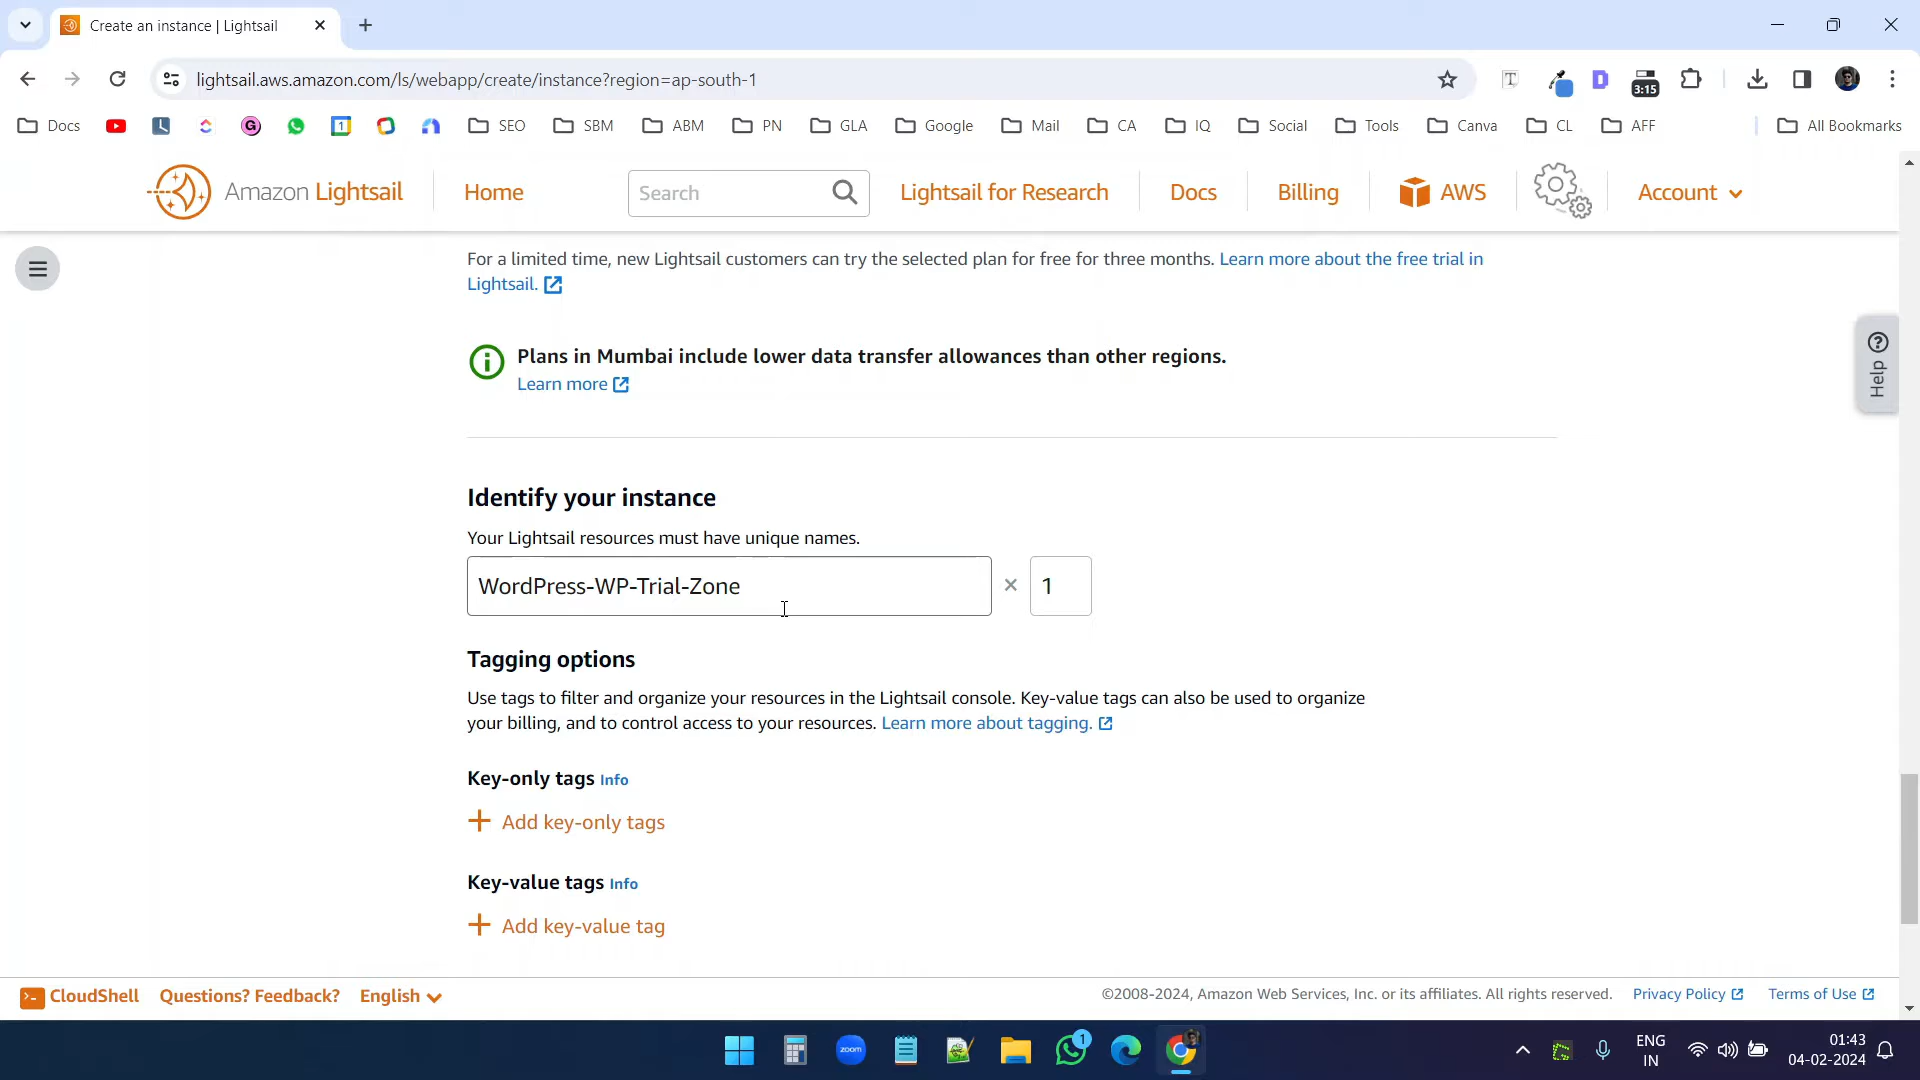 Create an instance | Lightsail
lightsail.aws.amazon.com/ls/webapp/create/instance?region=ap-south-1
3:15
Docs
1
G
SEO
SBM
ABM
PN
GLA
Google
Mail
CA
IQ
Social
Tools
Canva
CL
AFF
All Bookmarks
Amazon Lightsail
Home
Search
Lightsail for Research
Docs
Billing
AWS
Account
For a limited time, new Lightsail customers can try the selected plan for free for three months. Learn more about the free trial in
Lightsail.
Help
Plans in Mumbai include lower data transfer allowances than other regions.
Learn more
Identify your instance
Your Lightsail resources must have unique names.
WordPress-WP-Trial-Zone × 1
Tagging options
Use tags to filter and organize your resources in the Lightsail console. Key-value tags can also be used to organize
your billing, and to control access to your resources. Learn more about tagging.
Key-only tags Info
+ Add key-only tags
Key-value tags Info
+ Add key-value tag
CloudShell Questions? Feedback? English
©2008-2024, Amazon Web Services, Inc. or its affiliates. All rights reserved. Privacy Policy Terms of Use
zoom
1
ENG
IN
01:43
04-02-2024